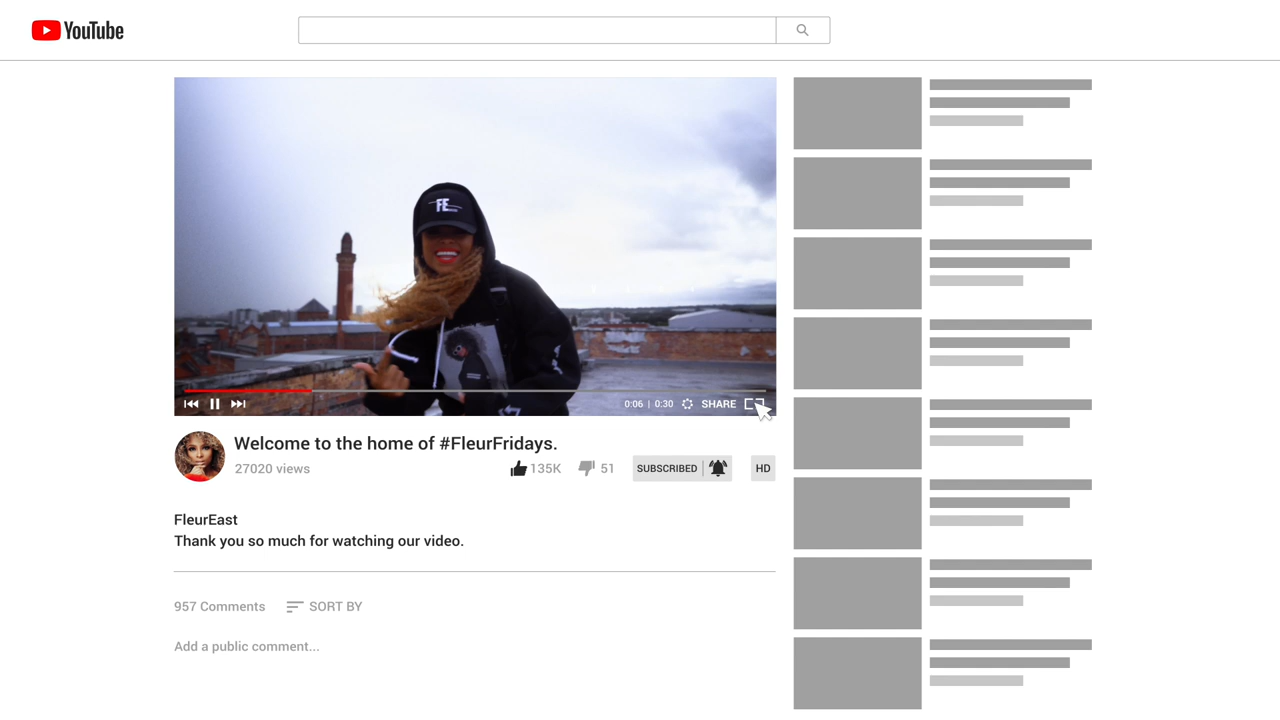 YouTube
FE
0:06 | 0:30 SHARE
Welcome to the home of #FleurFridays.
27020 views
135K
51
SUBSCRIBED
HD
FleurEast
Thank you so much for watching our video.
957 Comments
SORT BY
Add a public comment...